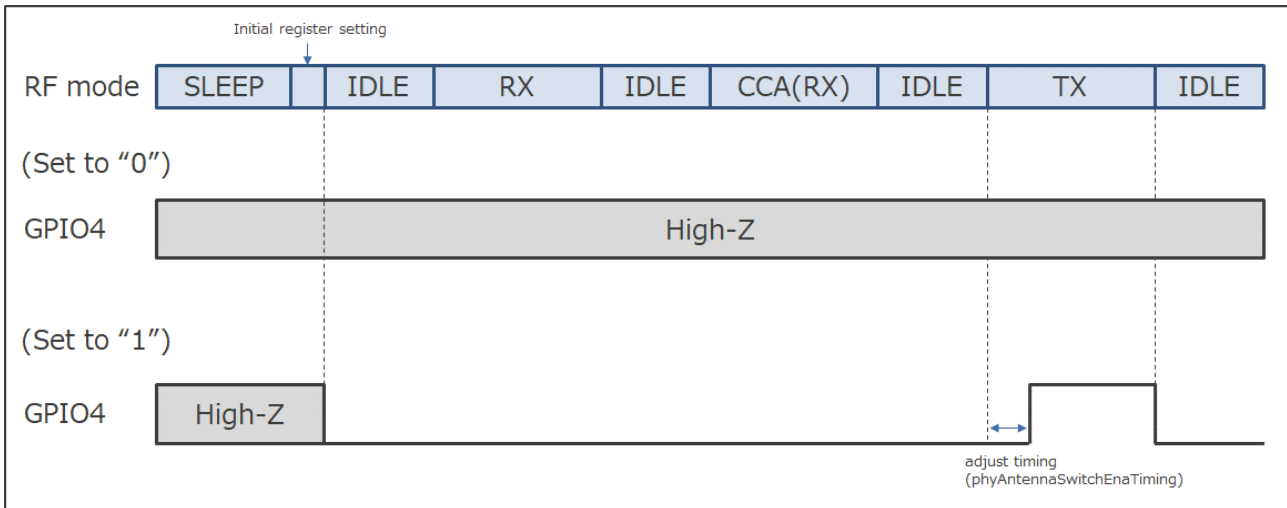 Initial register setting
RF mode SLEEP IDLE RX IDLE CCA(RX) IDLE TX IDLE
(Set to “0”)
GPIO4 High-Z
(Set to “1”)
GPIO4 High-Z
adjust timing
(phyAntennaSwitchEnaTiming)